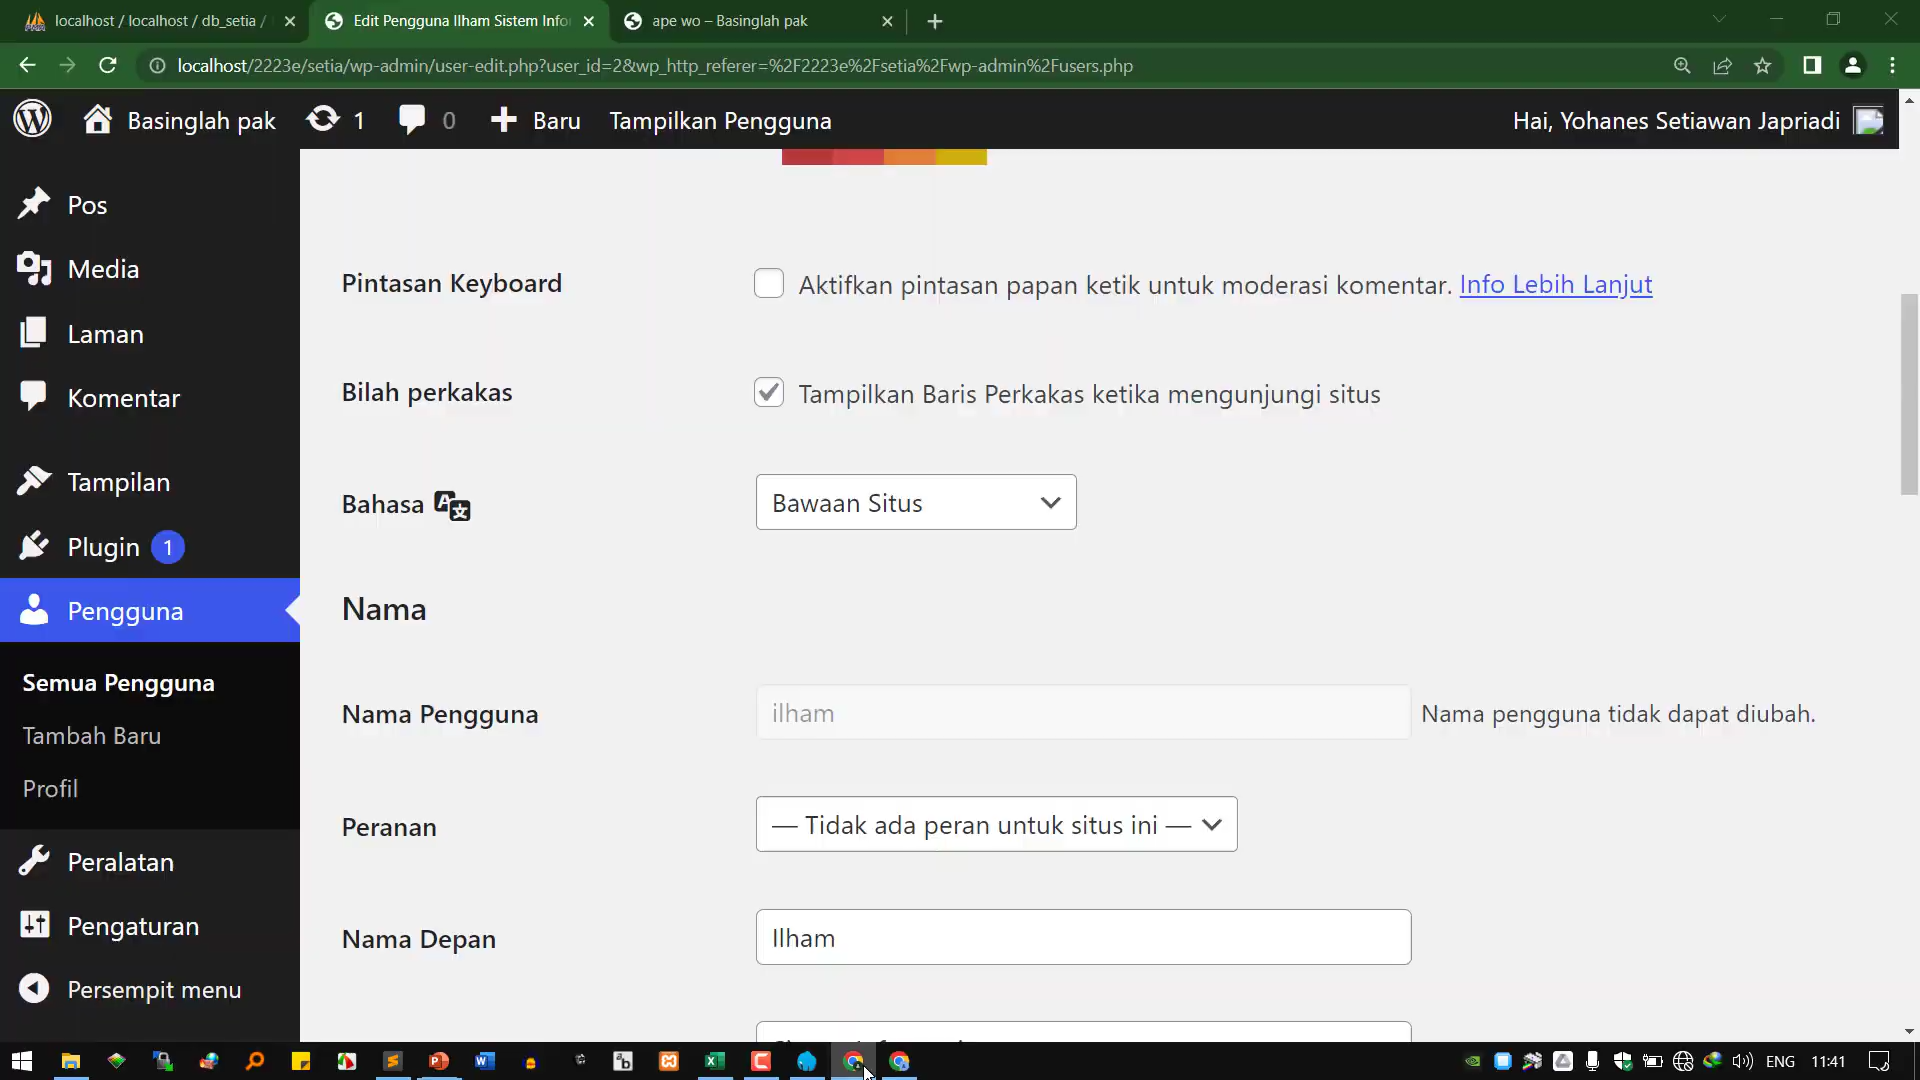 localhost / localhost / db_setia /
Edit Pengguna Ilham Sistem Info
ape wo – Basinglah pak
localhost/2223e/setia/wp-admin/user-edit.php?user_id=2&wp_http_referer=%2F2223e%2Fsetia%2Fwp-admin%2Fusers.php
Basinglah pak
1
0
Baru
Tampilkan Pengguna
Hai, Yohanes Setiawan Japriadi
Pos
Media
Laman
Komentar
Tampilan
Plugin 1
Pengguna
Semua Pengguna
Tambah Baru
Profil
Peralatan
Pengaturan
Persempit menu
Pintasan Keyboard
Aktifkan pintasan papan ketik untuk moderasi komentar. Info Lebih Lanjut
Bilah perkakas
Tampilkan Baris Perkakas ketika mengunjungi situs
Bahasa
Bawaan Situs
Nama
Nama Pengguna
ilham
Nama pengguna tidak dapat diubah.
Peranan
— Tidak ada peran untuk situs ini —
Nama Depan
Ilham
ENG
11:41